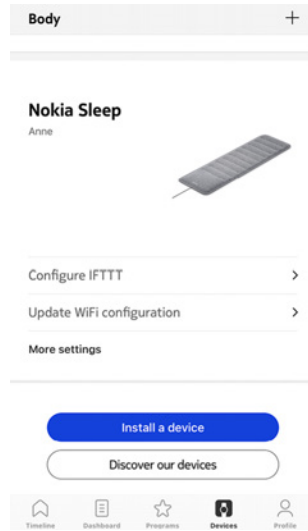 Body
Nokia Sleep
Anne
Configure IFTTT
Update WiFi configuration
More settings
Install a device
Discover our devices
Timeline Dashboard Programs Devices Profile